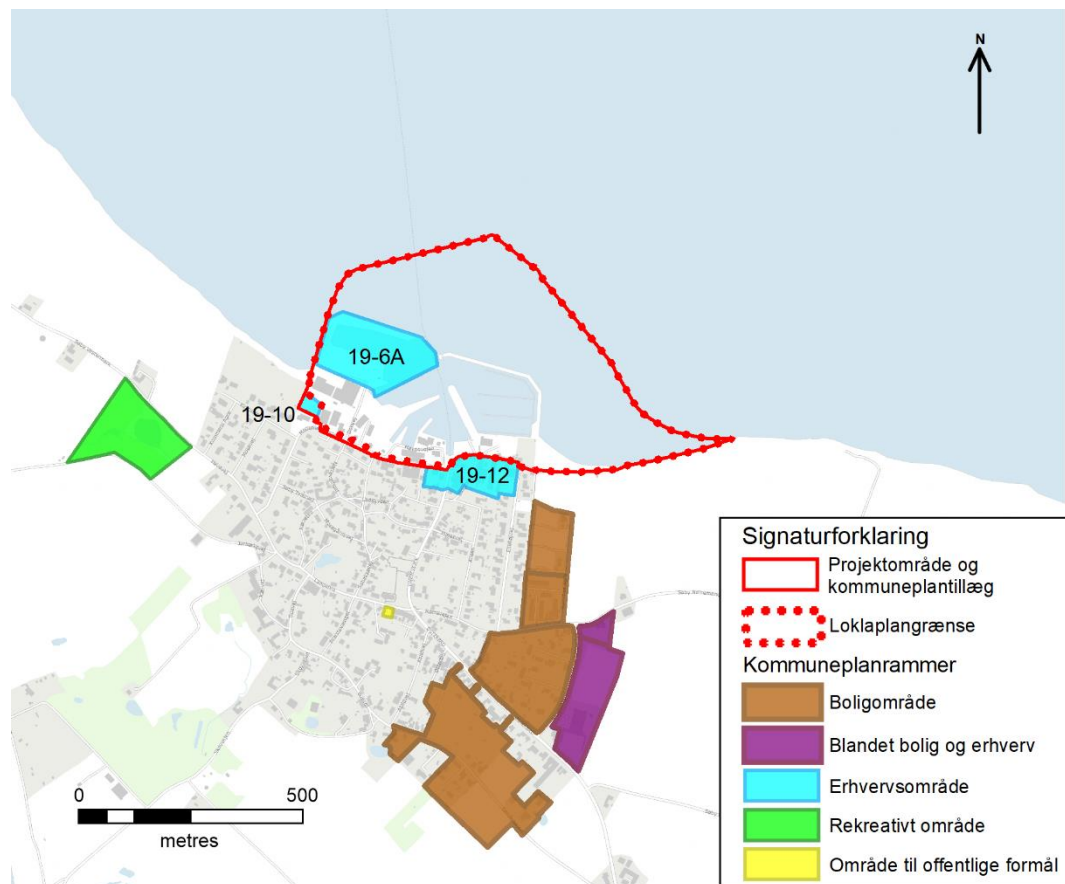 N
19-6A
19-10
19-12
0 500
metres
Signaturforklaring
Projektområde og
kommuneplantillæg
Loklaplangrænse
Kommuneplanrammer
Boligområde
Blandet bolig og erhverv
Erhvervsområde
Rekreativt område
Område til offentlige formål